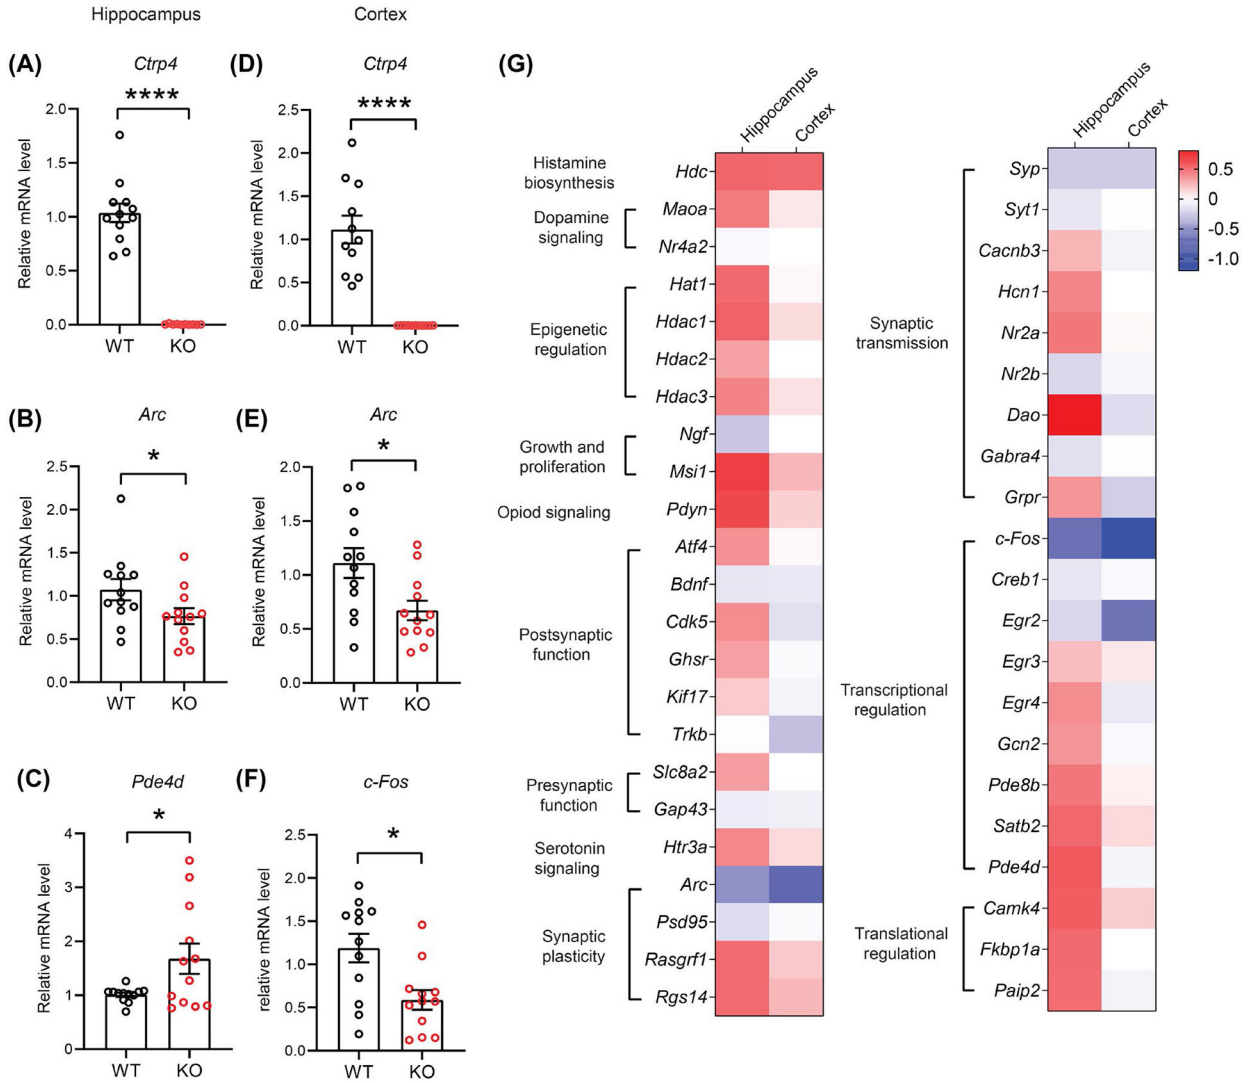 Hippocampus
Cortex
(A)
Ctrp4
****
Relative mRNA level
2.0
1.5
1.0
0.5
0.0
WT
KO
(D)
Ctrp4
****
Relative mRNA level
2.5
2.0
1.5
1.0
0.5
0.0
WT
KO
(B)
Arc
*
Relative mRNA level
2.5
2.0
1.5
1.0
0.5
0.0
WT
KO
(E)
Arc
*
Relative mRNA level
2.0
1.5
1.0
0.5
0.0
WT
KO
(C)
Pde4d
*
Relative mRNA level
4
3
2
1
0
WT
KO
(F)
c-Fos
*
relative mRNA level
2.5
2.0
1.5
1.0
0.5
0.0
WT
KO
(G)
Hippocampus
Cortex
Histamine
biosynthesis
Hdc
Dopamine
signaling
Maoa
Nr4a2
Epigenetic
regulation
Hat1
Hdac1
Hdac2
Hdac3
Growth and
proliferation
Ngf
Msi1
Opiod signaling
Pdyn
Postsynaptic
function
Atf4
Bdnf
Cdk5
Ghsr
Kif17
Trkb
Presynaptic
function
Slc8a2
Gap43
Serotonin
signaling
Htr3a
Synaptic
plasticity
Arc
Psd95
Rasgrf1
Rgs14
Hippocampus
Cortex
Synaptic
transmission
Syp
Syt1
Cacnb3
Hcn1
Nr2a
Nr2b
Dao
Gabra4
Grpr
Transcriptional
regulation
c-Fos
Creb1
Egr2
Egr3
Egr4
Gcn2
Pde8b
Satb2
Pde4d
Translational
regulation
Camk4
Fkbp1a
Paip2
0.5
0
-0.5
-1.0